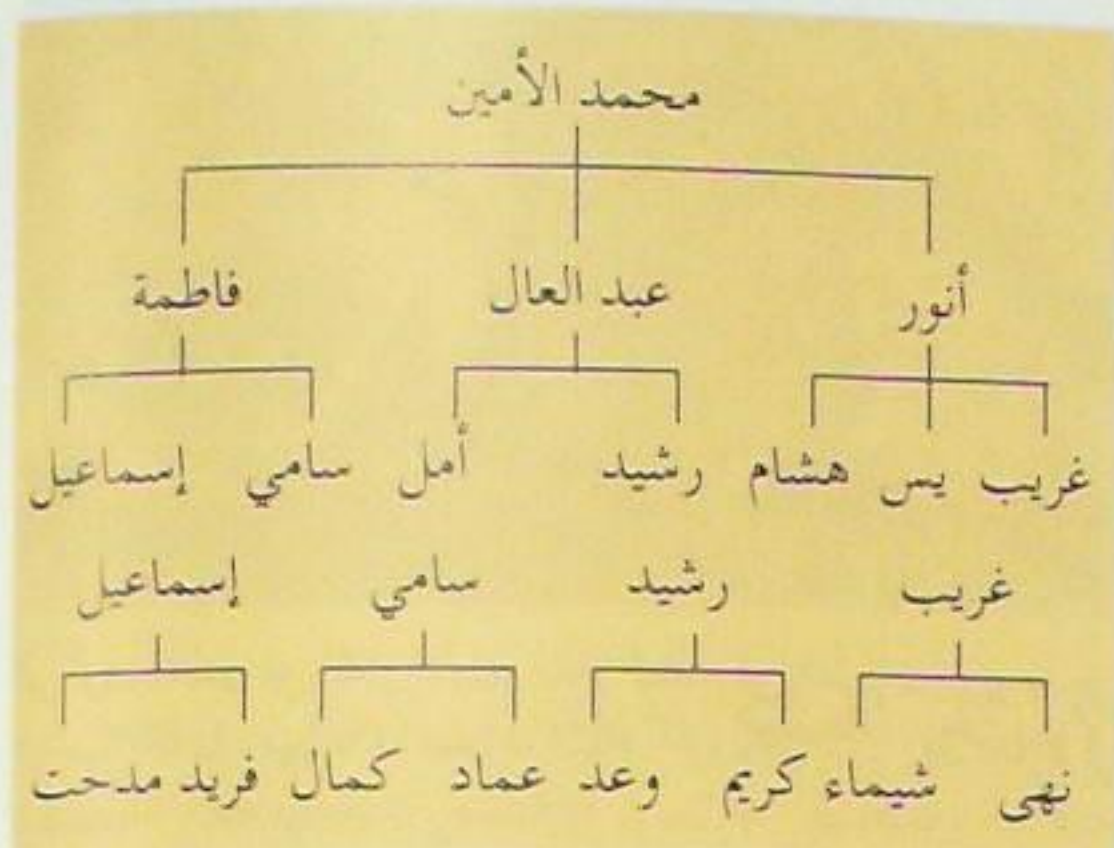 محمد الأمين
أنور عبد العال فاطمة
غريب يس هشام رشيد أمل سامي إسماعيل
غريب رشيد سامي إسماعيل
نهى شيماء كريم وعد عماد كمال فريد مدحت